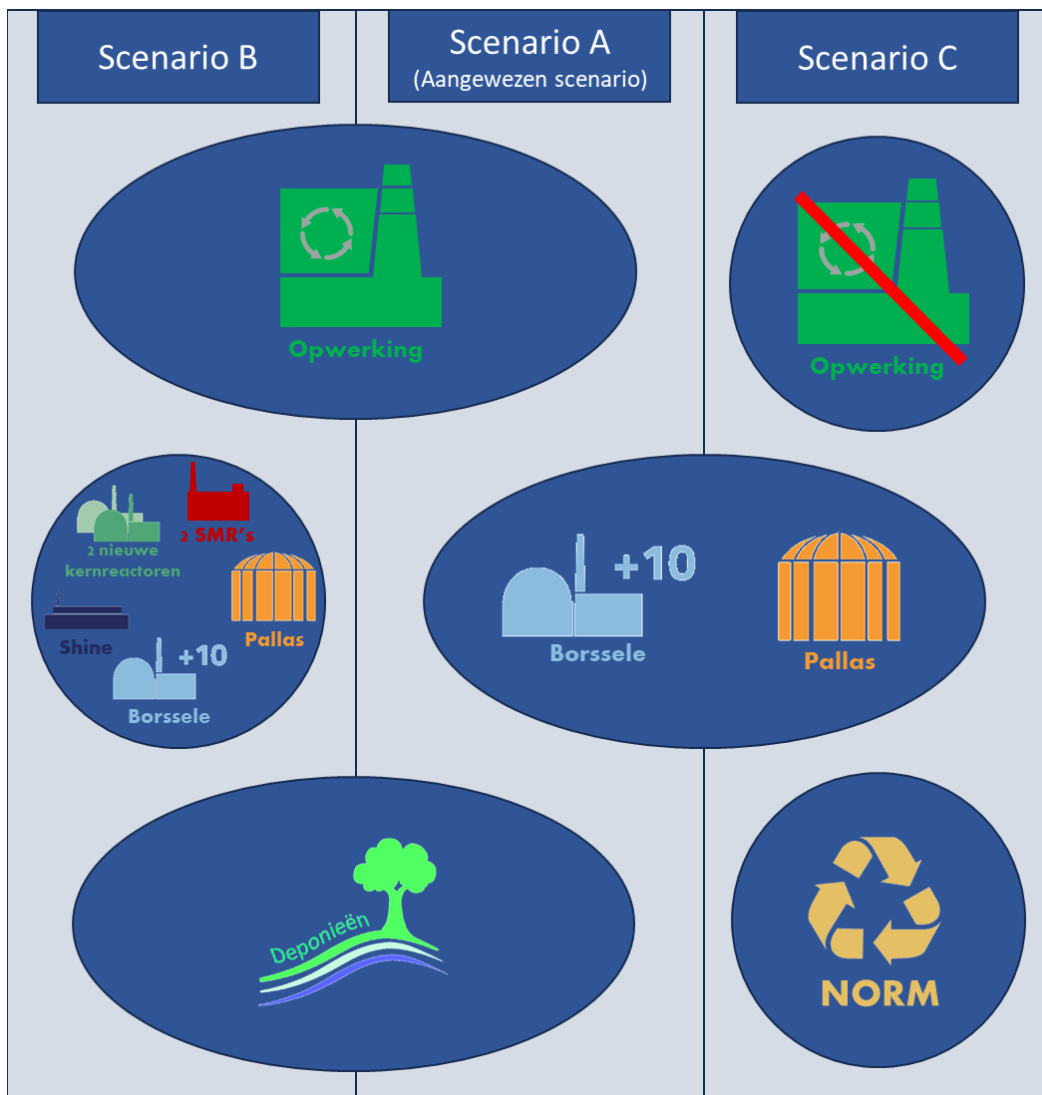 Scenario B
Scenario A
(Aangewezen scenario)
Scenario C
Opwerking
Opwerking
2 SMR's
2 nieuwe
kernreactoren
Pallas
Shine
+10
Borssele
+10
Borssele
Pallas
Deponieën
NORM